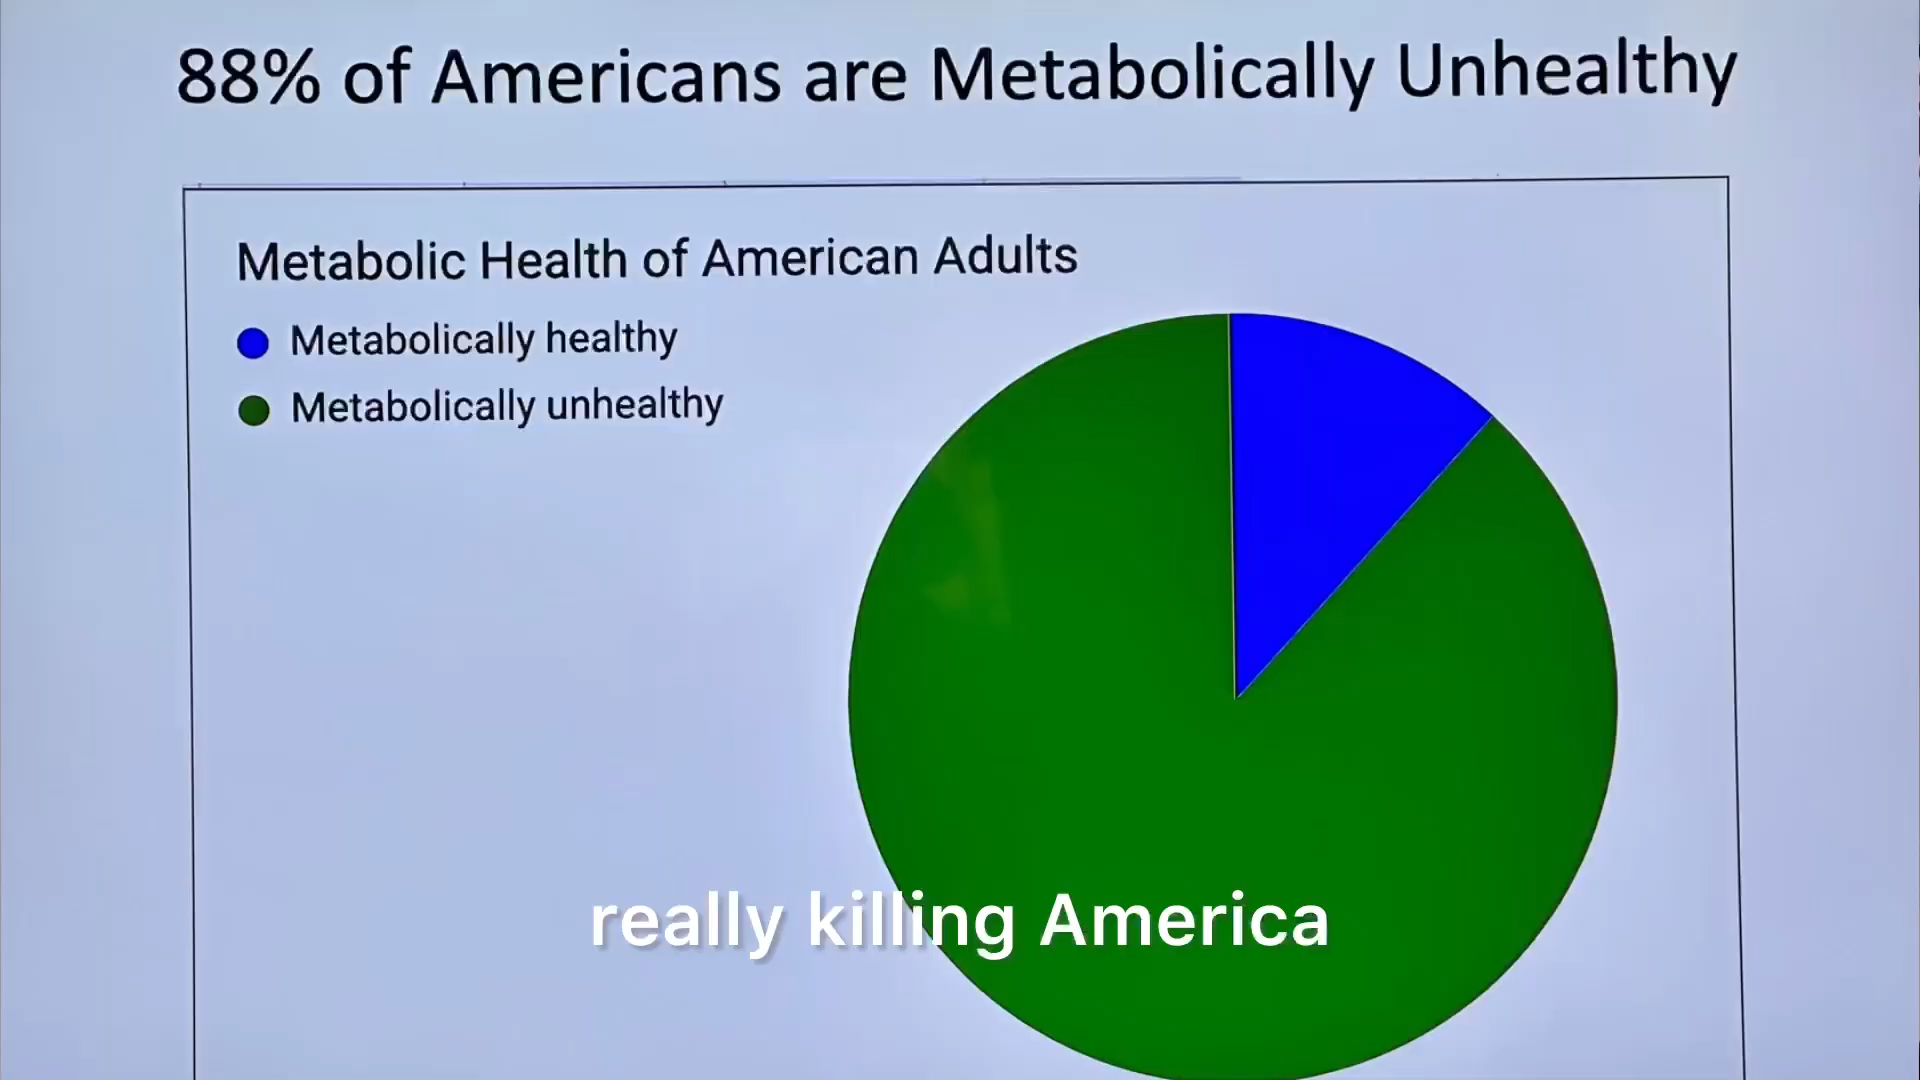 88% of Americans are Metabolically Unhealthy
Metabolic Health of American Adults
Metabolically healthy
Metabolically unhealthy
really killing America